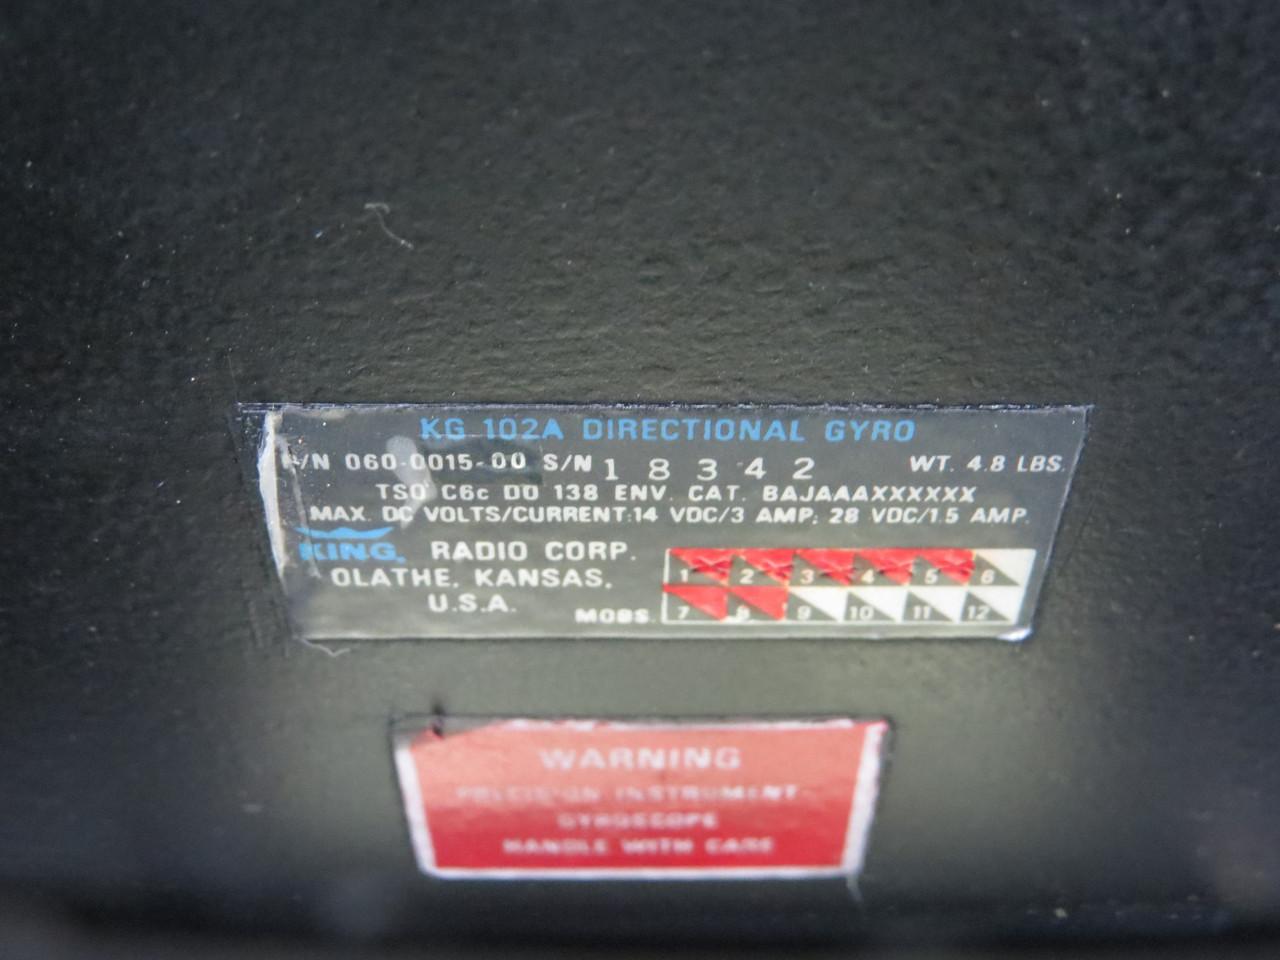 KG 102A DIRECTIONAL GYRO
P/N 060-0015-00 S/N 18342 WT. 4.8 LBS.
TSO C6c DO 138 ENV. CAT. BAJAAAXXXXXX
MAX. DC VOLTS/CURRENT:14 VDC/3 AMP; 28 VDC/1.5 AMP.
KING RADIO CORP.
OLATHE, KANSAS,
U.S.A.
MODS.
1 2 3 4 5 6
7 8 9 10 11 12
WARNING
PRECISION INSTRUMENT
GYROSCOPE
HANDLE WITH CARE